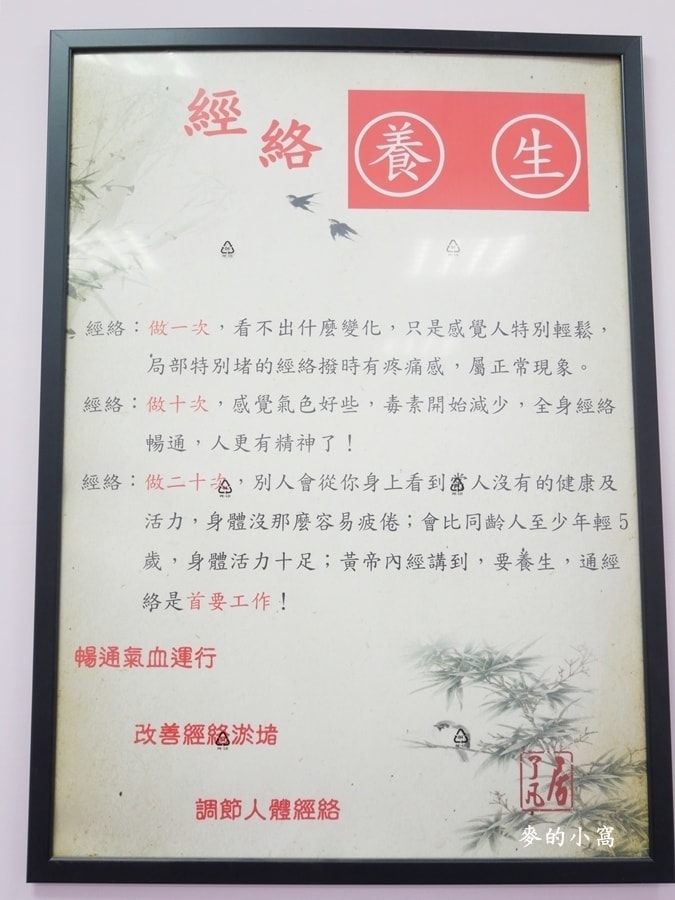 經絡 養生
經絡：做一次，看不出什麼變化，只是感覺人特別輕鬆，
局部特別堵的經絡撥時有疼痛感，屬正常現象。
經絡：做十次，感覺氣色好些，毒素開始減少，全身經絡
暢通，人更有精神了！
經絡：做二十次，別人會從你身上看到常人沒有的健康及
活力，身體沒那麼容易疲倦；會比同齡人至少年輕5
歲，身體活力十足；黃帝內經講到，要養生，通經
絡是首要工作！
暢通氣血運行
改善經絡淤堵
調節人體經絡
了凡居
麥的小窩